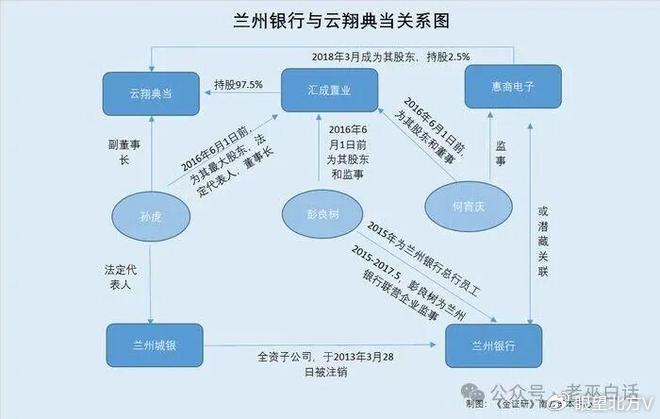 兰州银行与云翔典当关系图
2018年3月成为其股东，持股2.5%
云翔典当
持股97.5%
汇成置业
惠商电子
副董事
长
2016年6月1日前，
为其最大股东，法
定代表人，董事长
2016年6
月1日前
为其股东
和监事
2016年6月1日前，
为其股东和董事
监
事
孙虎
彭良树
何宵庆
或
潜
藏
关
联
法定代
表人
2015年为兰州银行总行员工
2015-2017.5，彭良树为兰州
银行联营企业监事
兰州城银
全资子公司，于2013年3月28
日被注销
兰州银行
公众号·老巫白话
制图：《金证研》南方
本
@眼望北方V